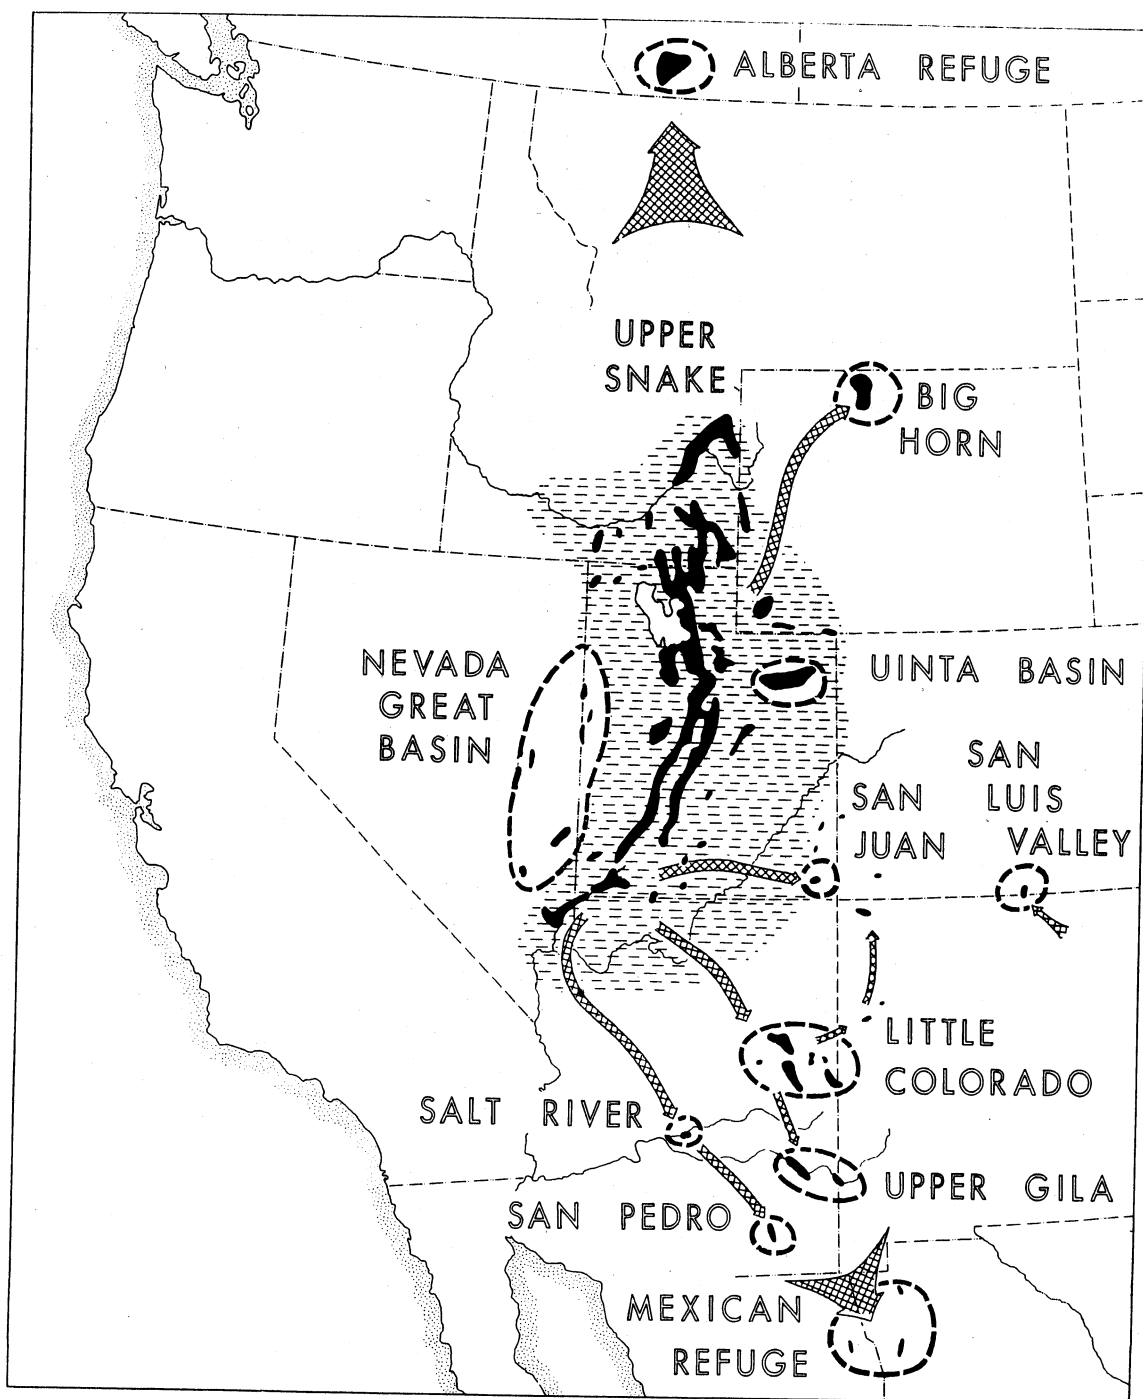 ALBERTA REFUGE
UPPER
SNAKE
BIG
HORN
NEVADA
GREAT
BASIN
UINTA BASIN
SAN
LUIS
VALLEY
SAN
JUAN
LITTLE
COLORADO
SALT RIVER
UPPER GILA
SAN PEDRO
MEXICAN
REFUGE